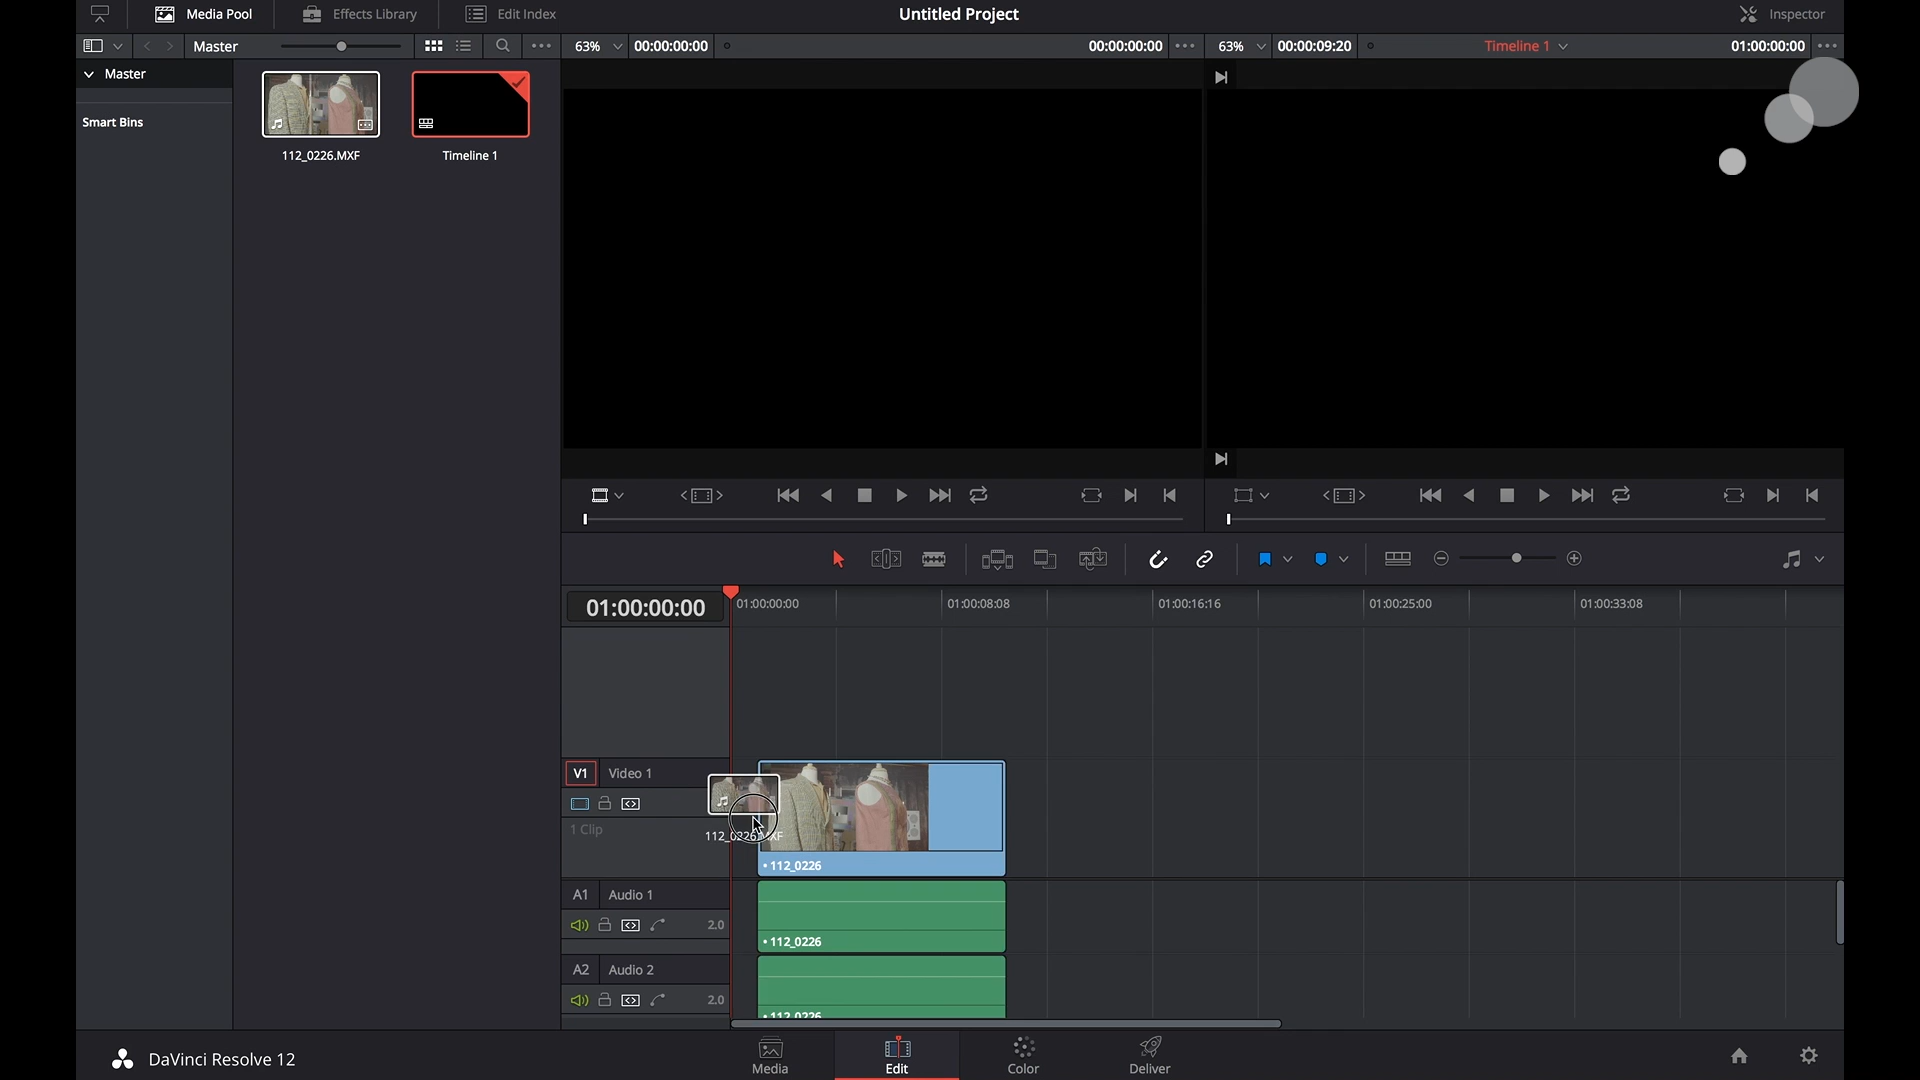 Media Pool
Effects Library
Edit Index
Untitled Project
Inspector
Master
63%
00:00:00:00
00:00:00:00
63%
00:00:09:20
Timeline 1
01:00:00:00
Master
Smart Bins
112_0226.MXF
Timeline 1
01:00:00:00
01:00:00:00
01:00:08:08
01:00:16:16
01:00:25:00
01:00:33:08
V1 Video 1
1 Clip
112_0226.MXF
• 112_0226
A1 Audio 1
2.0
• 112_0226
A2 Audio 2
2.0
• 112_0226
DaVinci Resolve 12
Media
Edit
Color
Deliver